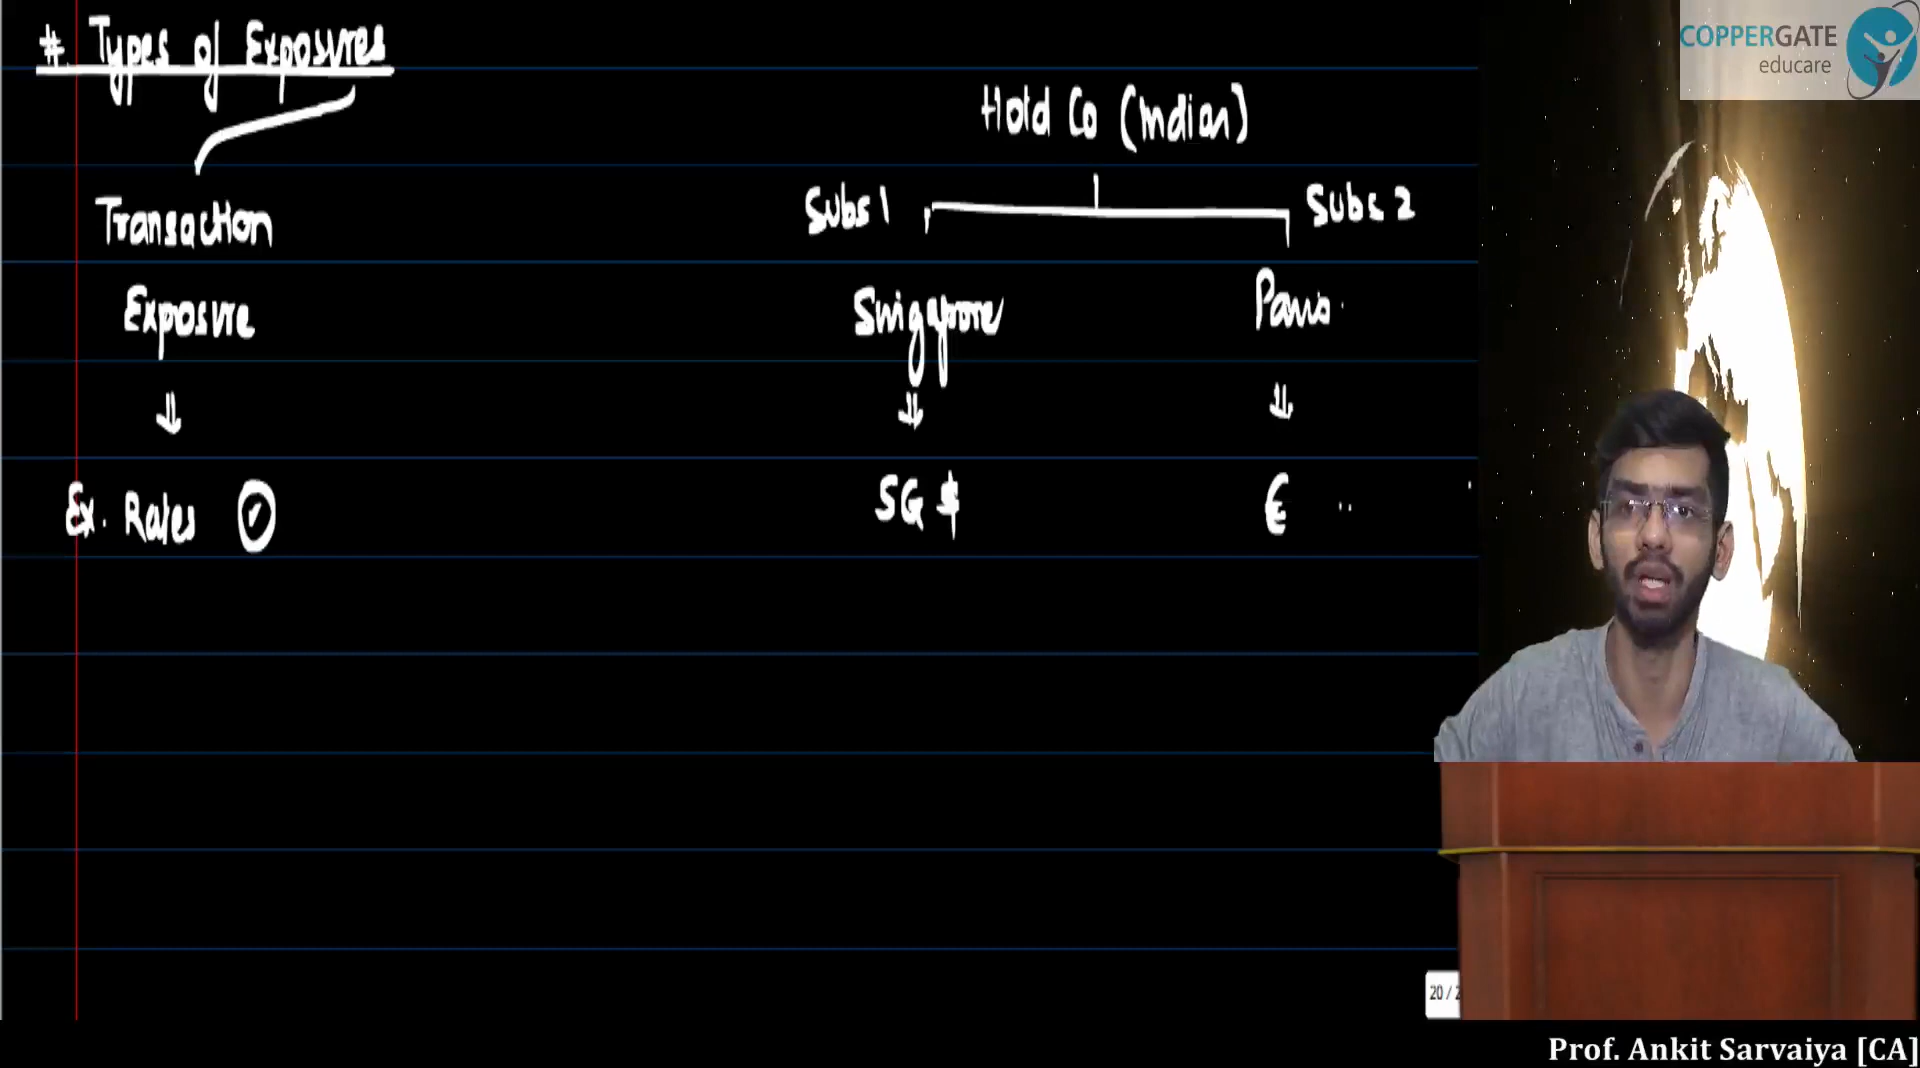 # Types of Exposures
Transaction
Exposure
⇓
Ex. Rates ✓
Hold Co (Indian)
Subs 1
Subs 2
Singapore
Paris
⇓
⇓
SG $
€
COPPERGATE
educare
20 / 2
Prof. Ankit Sarvaiya [CA]